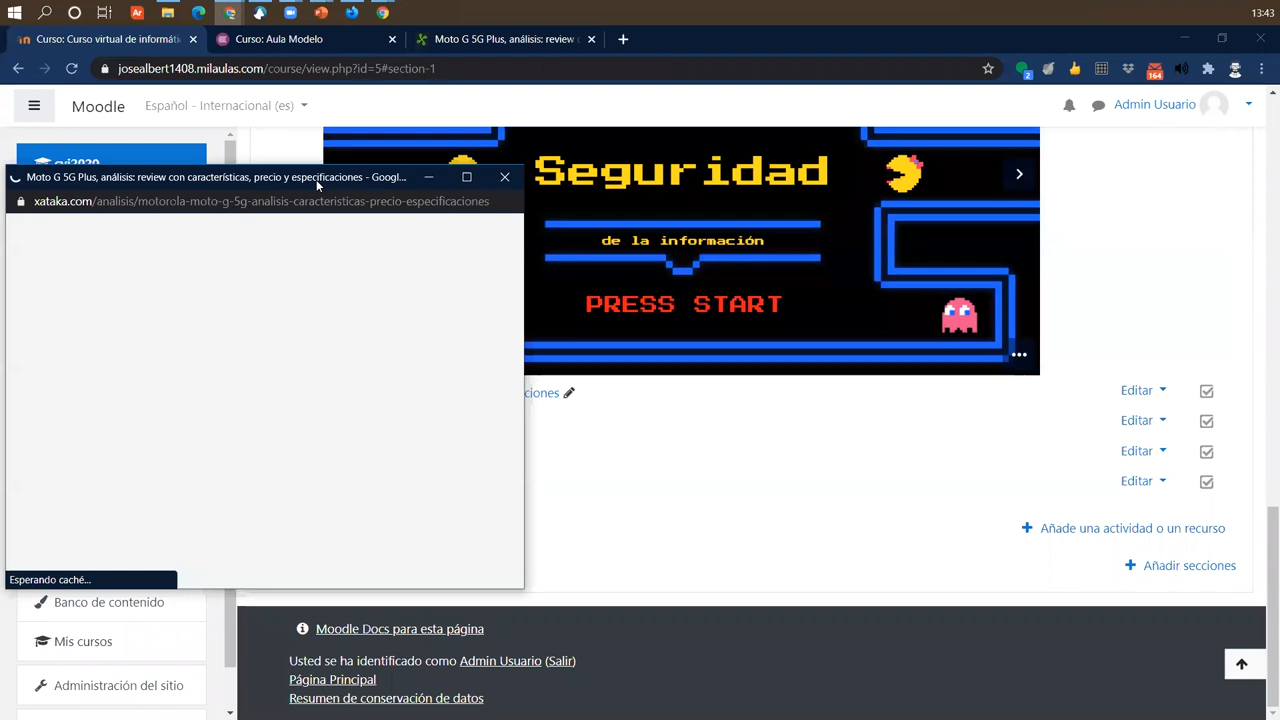 13:43
Curso: Curso virtual de informát
Curso: Aula Modelo
Moto G 5G Plus, análisis: review
josealbert1408.milaulas.com/course/view.php?id=5#section-1
2
164
Moodle
Español - Internacional (es)
Admin Usuario
cvi2020
Moto G 5G Plus, análisis: review con características, precio y especificaciones - Googl...
xataka.com/analisis/motorola-moto-g-5g-analisis-caracteristicas-precio-especificaciones
Esperando caché...
Seguridad
de la información
PRESS START
ciones
Editar
Editar
Editar
Editar
Añade una actividad o un recurso
Añadir secciones
Banco de contenido
Mis cursos
Administración del sitio
Moodle Docs para esta página
Usted se ha identificado como Admin Usuario (Salir)
Página Principal
Resumen de conservación de datos